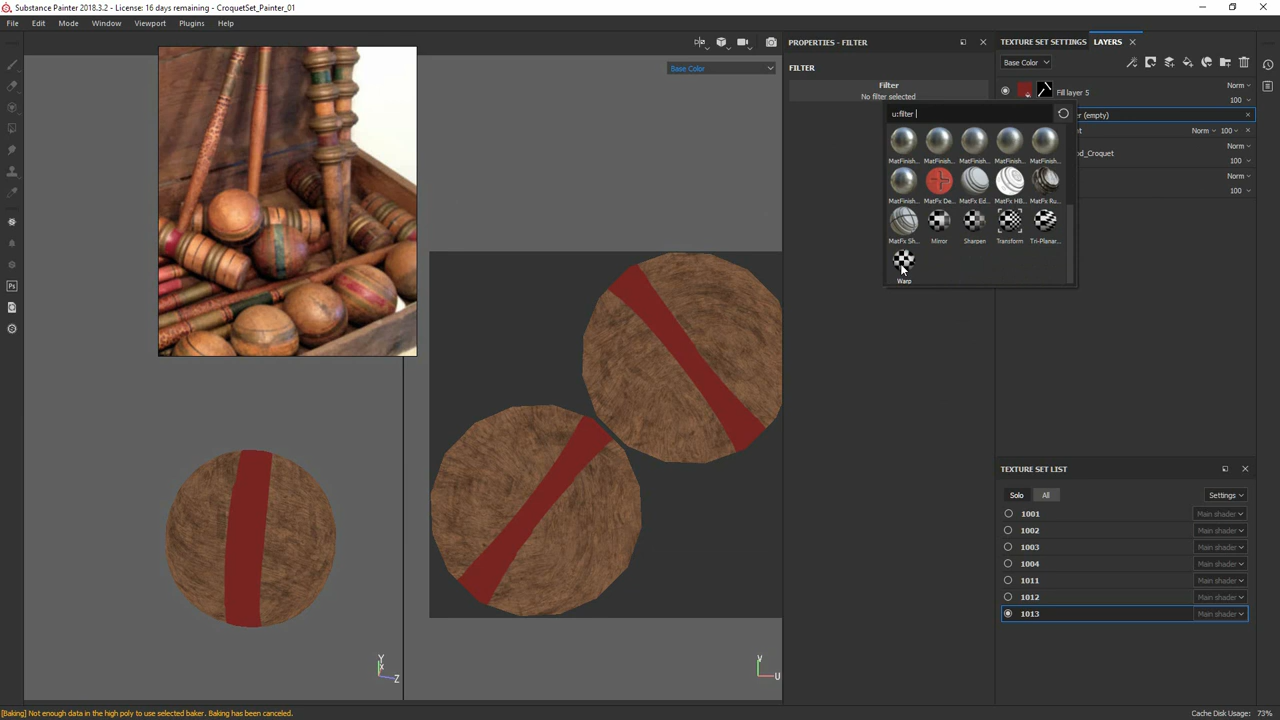 Substance Painter 2018.3.2 - License: 16 days remaining - CroquetSet_Painter_01
File Edit Mode Window Viewport Plugins Help
Base Color
PROPERTIES - FILTER
FILTER
Filter
No filter selected
u:filter
MatFinish... MatFinish... MatFinish... MatFinish... MatFinish...
MatFinish... MatFx De... MatFx Ed... MatFx HB... MatFx Ru...
MatFx Sh... Mirror Sharpen Transform Tri-Planar...
Warp
TEXTURE SET SETTINGS LAYERS
Base Color
Norm
Fill layer 5
100
r (empty)
Norm 100
Norm
od_Croquet
100
Norm
100
TEXTURE SET LIST
Solo All Settings
1001 Main shader
1002 Main shader
1003 Main shader
1004 Main shader
1011 Main shader
1012 Main shader
1013 Main shader
Y
X
Z
V
U
Ps
[Baking] Not enough data in the high poly to use selected baker. Baking has been canceled.
Cache Disk Usage: 73%